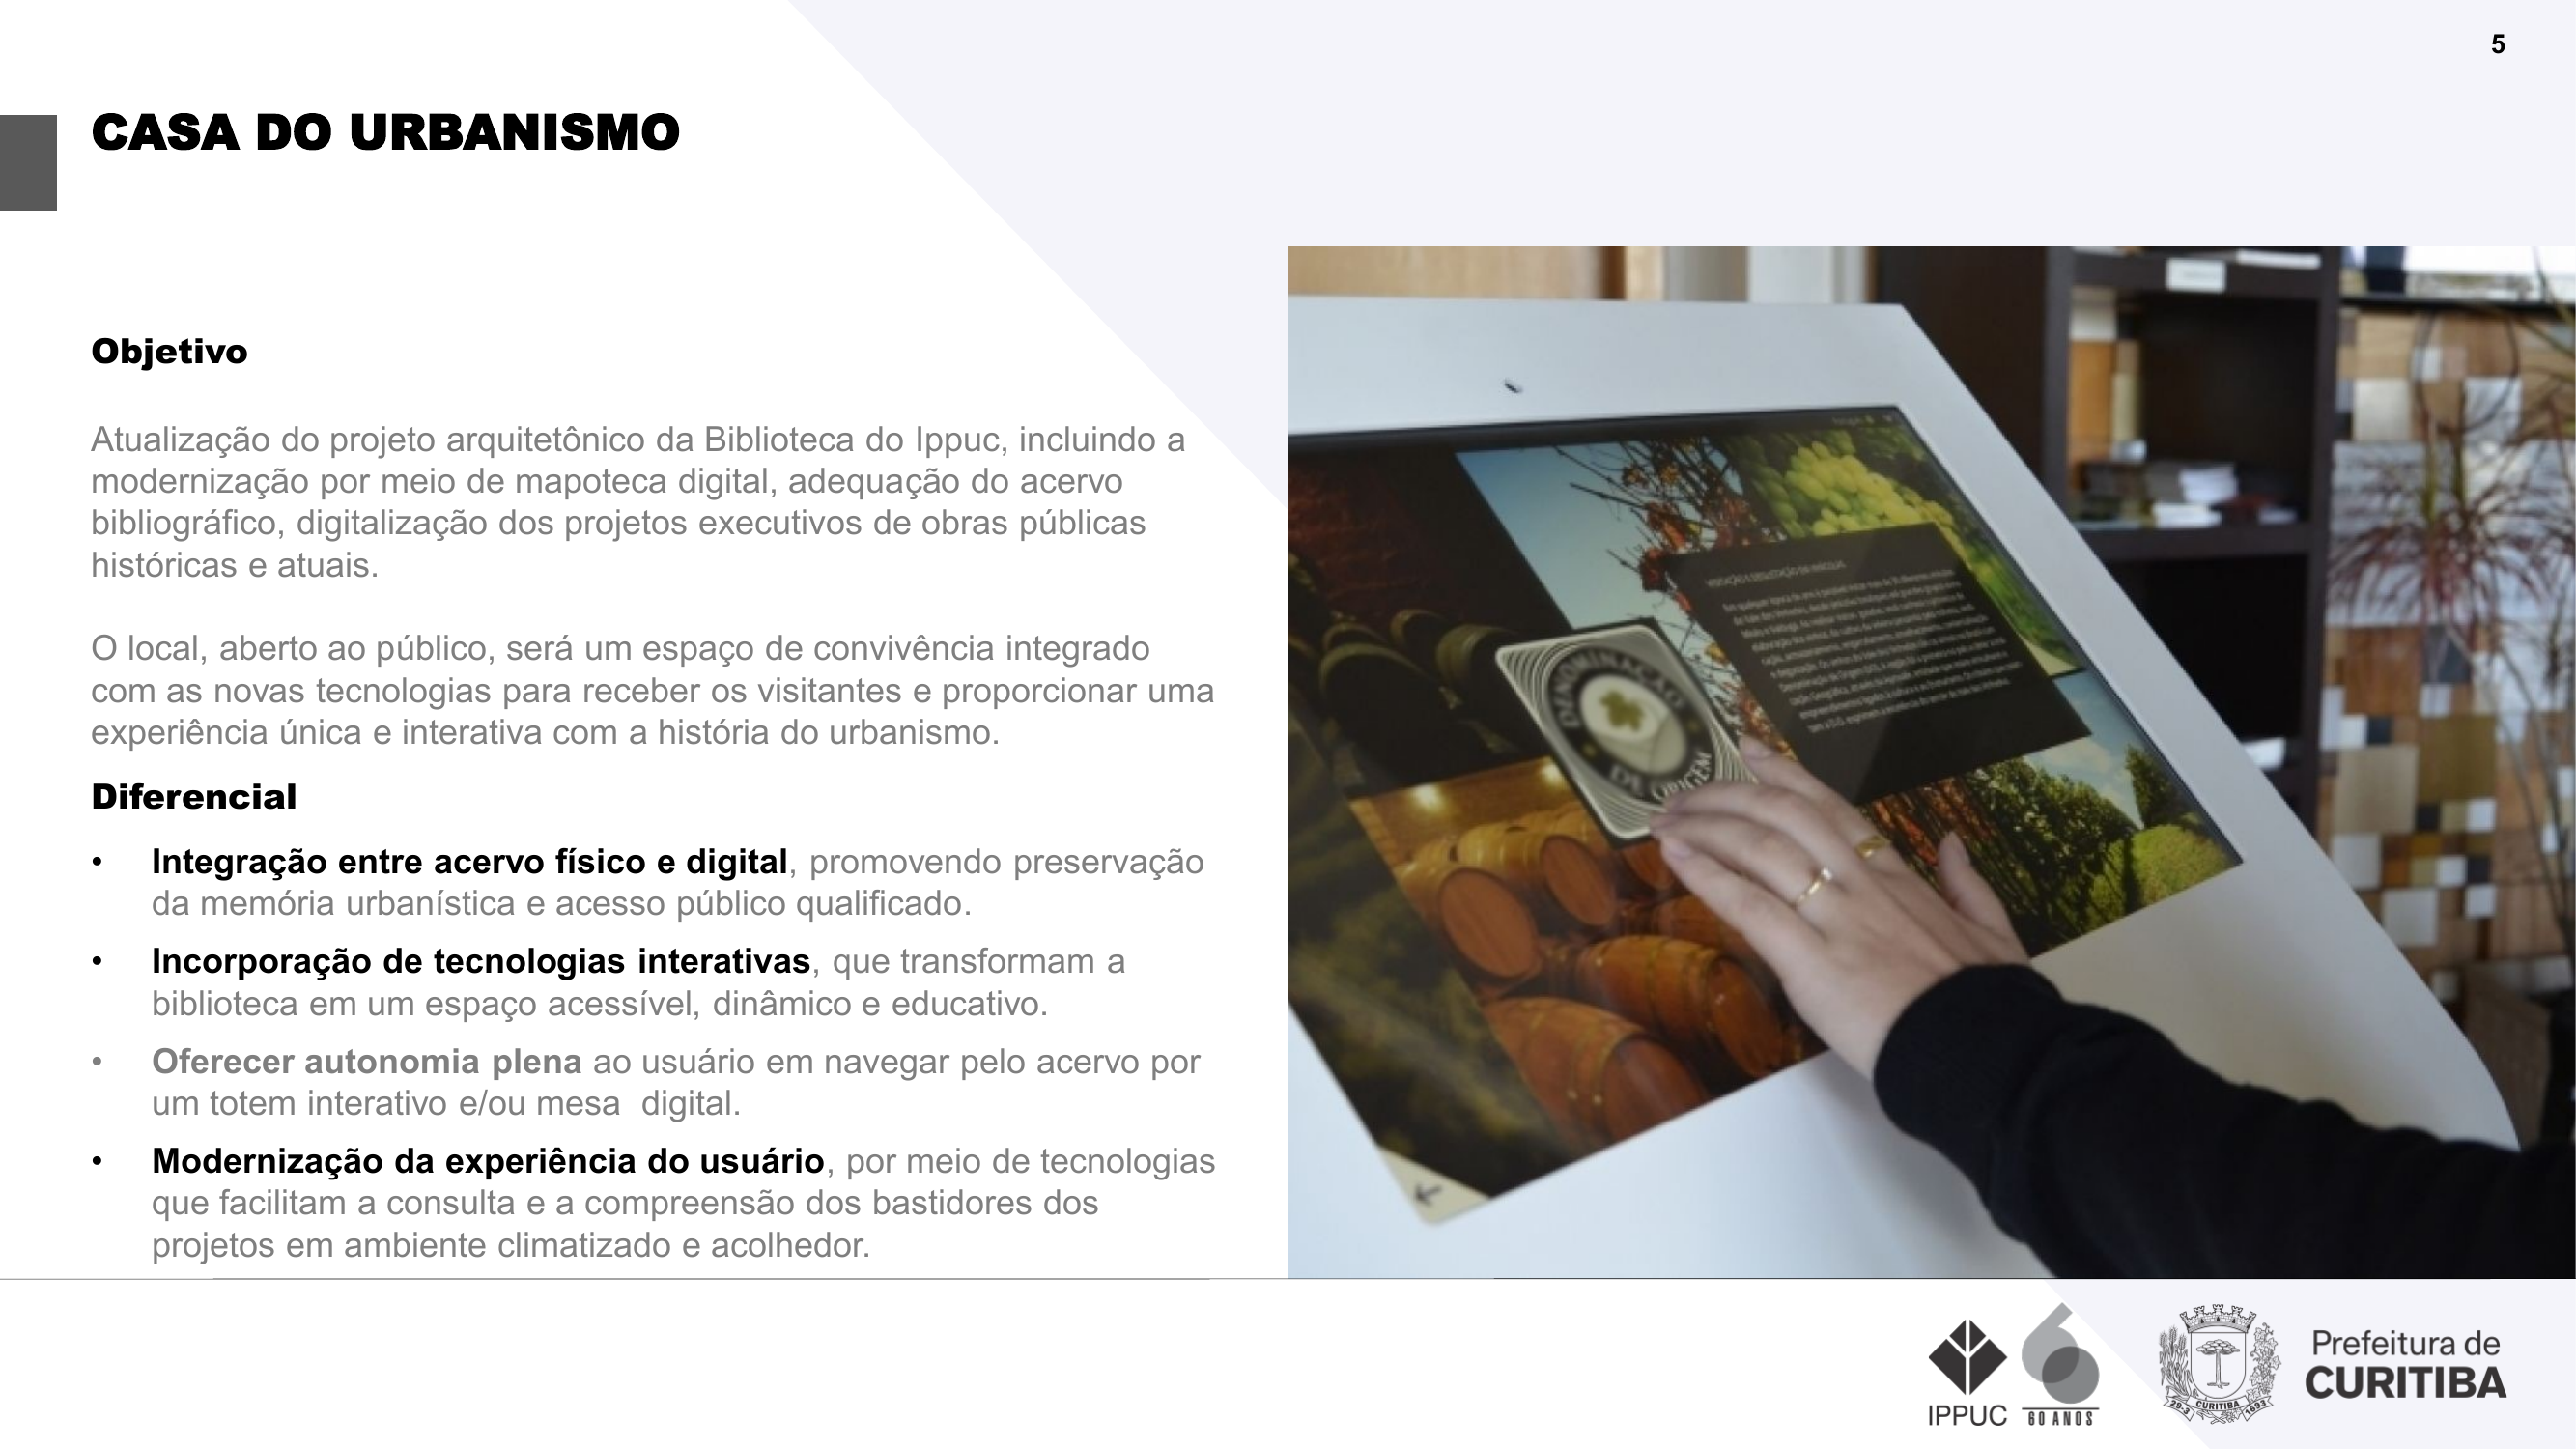 5
CASA DO URBANISMO
Objetivo
Atualização do projeto arquitetônico da Biblioteca do Ippuc, incluindo a
modernização por meio de mapoteca digital, adequação do acervo
bibliográfico, digitalização dos projetos executivos de obras públicas
históricas e atuais.
O local, aberto ao público, será um espaço de convivência integrado
com as novas tecnologias para receber os visitantes e proporcionar uma
experiência única e interativa com a história do urbanismo.
Diferencial
• Integração entre acervo físico e digital, promovendo preservação
da memória urbanística e acesso público qualificado.
• Incorporação de tecnologias interativas, que transformam a
biblioteca em um espaço acessível, dinâmico e educativo.
• Oferecer autonomia plena ao usuário em navegar pelo acervo por
um totem interativo e/ou mesa  digital.
• Modernização da experiência do usuário, por meio de tecnologias
que facilitam a consulta e a compreensão dos bastidores dos
projetos em ambiente climatizado e acolhedor.
DENOMINAÇÃO
DE ORIGEM
IPPUC
60 ANOS
29-3 CURITIBA 1693
Prefeitura de
CURITIBA